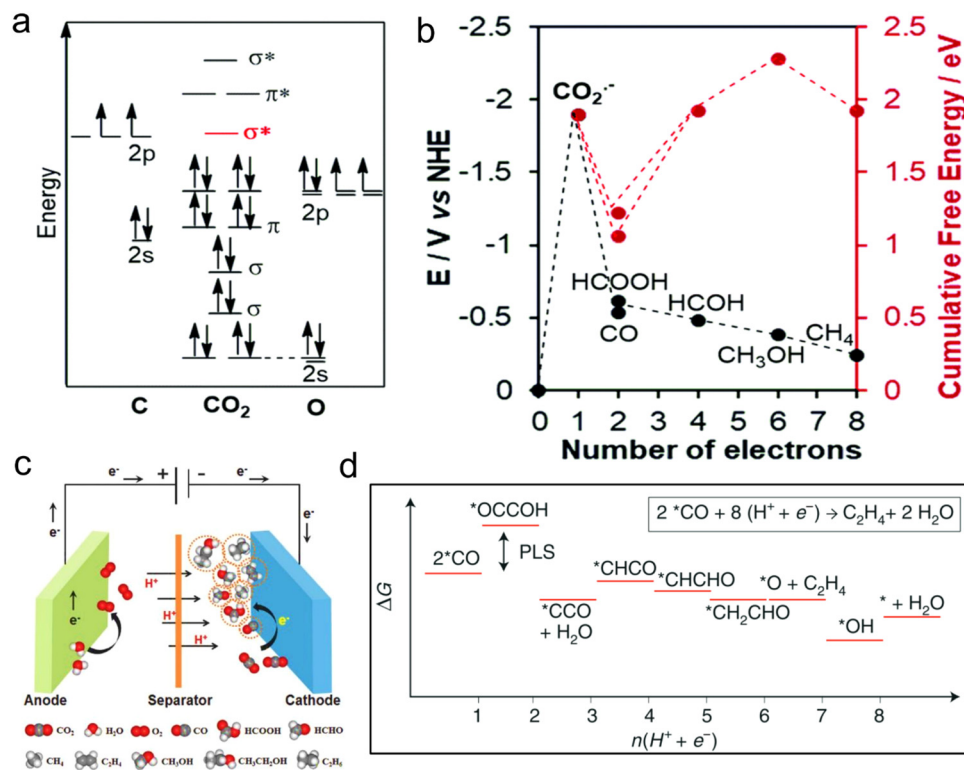 a
Energy
σ*
π*
σ*
2p
2p
π
2s
σ
σ
2s
C CO₂ O
b
E / V vs NHE
-2.5
-2
-1.5
-1
-0.5
0
CO₂·⁻
HCOOH
CO
HCOH
CH₃OH
CH₄
0 1 2 3 4 5 6 7 8
Number of electrons
2.5
2
1.5
1
0.5
0
Cumulative Free Energy / eV
c
e⁻ + − e⁻
e⁻ e⁻
H⁺
e⁻ H⁺ e⁻
H⁺
H⁺
Anode Separator Cathode
CO₂ H₂O O₂ CO HCOOH HCHO
CH₄ C₂H₄ CH₃OH CH₃CH₂OH C₂H₆
d
2 *CO + 8 (H⁺ + e⁻) → C₂H₄ + 2 H₂O
ΔG
*OCCOH
2*CO
PLS
*CCO
+ H₂O
*CHCO
*CHCHO
*CH₂CHO
*O + C₂H₄
*OH
* + H₂O
1 2 3 4 5 6 7 8
n(H⁺ + e⁻)